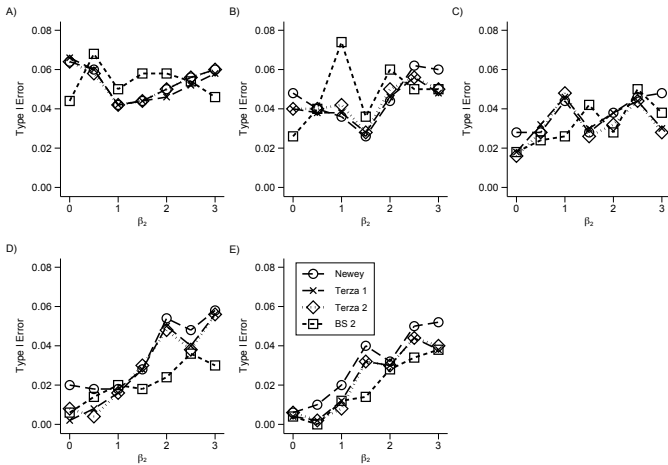 A)
Type I Error
0.08
0.06
0.04
0.02
0.00
0 1 2 3
β₂
B)
Type I Error
0.08
0.06
0.04
0.02
0.00
0 1 2 3
β₂
C)
Type I Error
0.08
0.06
0.04
0.02
0.00
0 1 2 3
β₂
D)
Type I Error
0.08
0.06
0.04
0.02
0.00
0 1 2 3
β₂
E)
Type I Error
0.08
0.06
0.04
0.02
0.00
0 1 2 3
β₂
Newey
Terza 1
Terza 2
BS 2